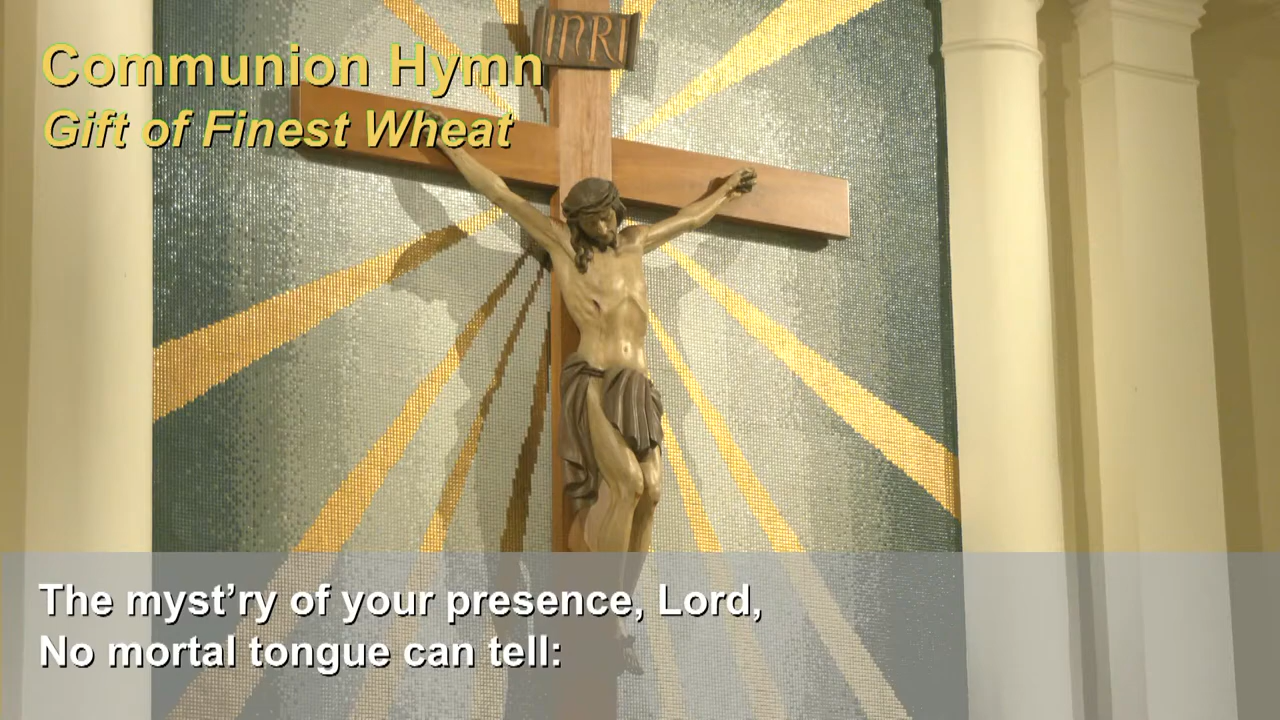 INRI
Communion Hymn
Gift of Finest Wheat
The myst’ry of your presence, Lord,
No mortal tongue can tell: